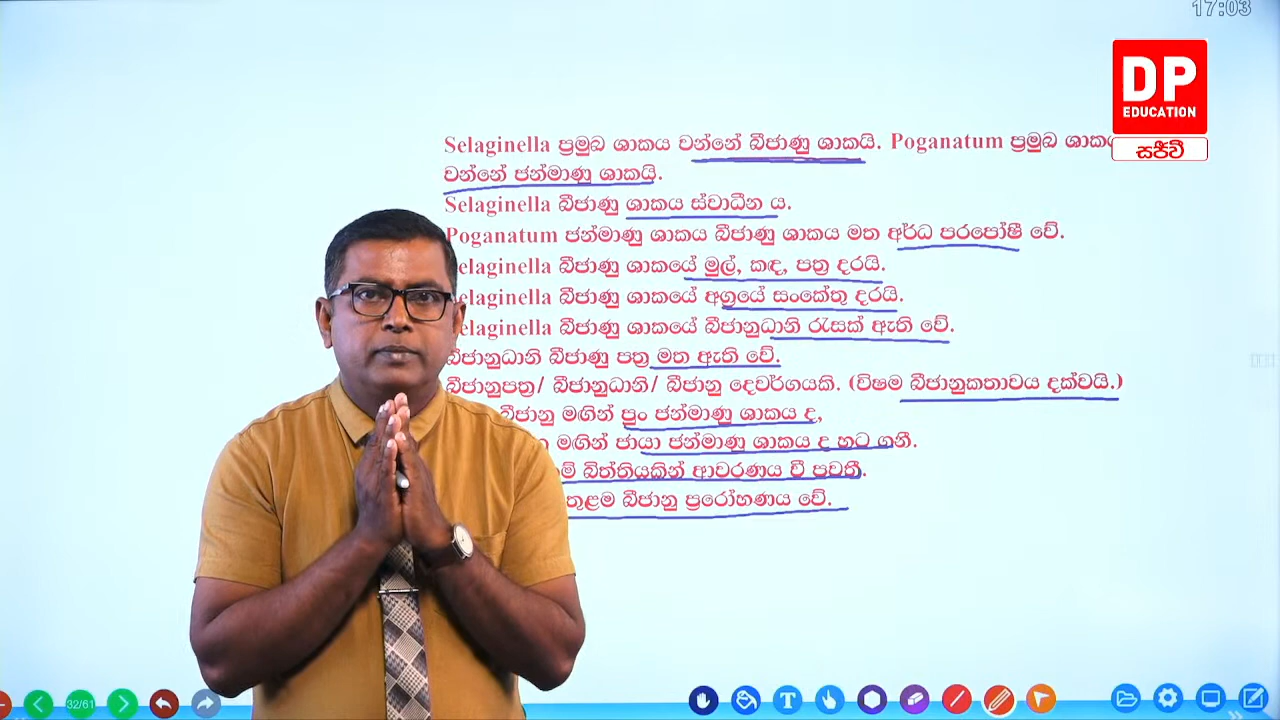 17:03
DP
EDUCATION
සජීවී
Selaginella ප්‍රමුඛ ශාකය වන්නේ බීජාණු ශාකයි. Poganatum ප්‍රමුඛ
වන්නේ ජන්මාණු ශාකයි.
Selaginella බීජාණු ශාකය ස්වාධීන ය.
Poganatum ජන්මාණු ශාකය බීජාණු ශාකය මත අර්ධ පරපෝෂී වේ.
elaginella බීජාණු ශාකයේ මුල්, කඳ, පත්‍ර දරයි.
elaginella බීජාණු ශාකයේ අග්‍රයේ සංකේතු දරයි.
elaginella බීජාණු ශාකයේ බීජානුධානි රැසක් ඇති වේ.
බීජානුධානි බීජාණු පත්‍ර මත ඇති වේ.
බීජානුපත්‍ර/ බීජානුධානි/ බීජානු දෙවර්ගයකි. (විෂම බීජානුකතාවය දක්වයි.)
බීජානු මඟින් පුං ජන්මාණු ශාකය ද,
මඟින් ජායා ජන්මාණු ශාකය ද හට ගනී.
බිත්තියකින් ආවරණය වී පවතී.
තුළම බීජානු ප්‍රරෝහණය වේ.
32/61